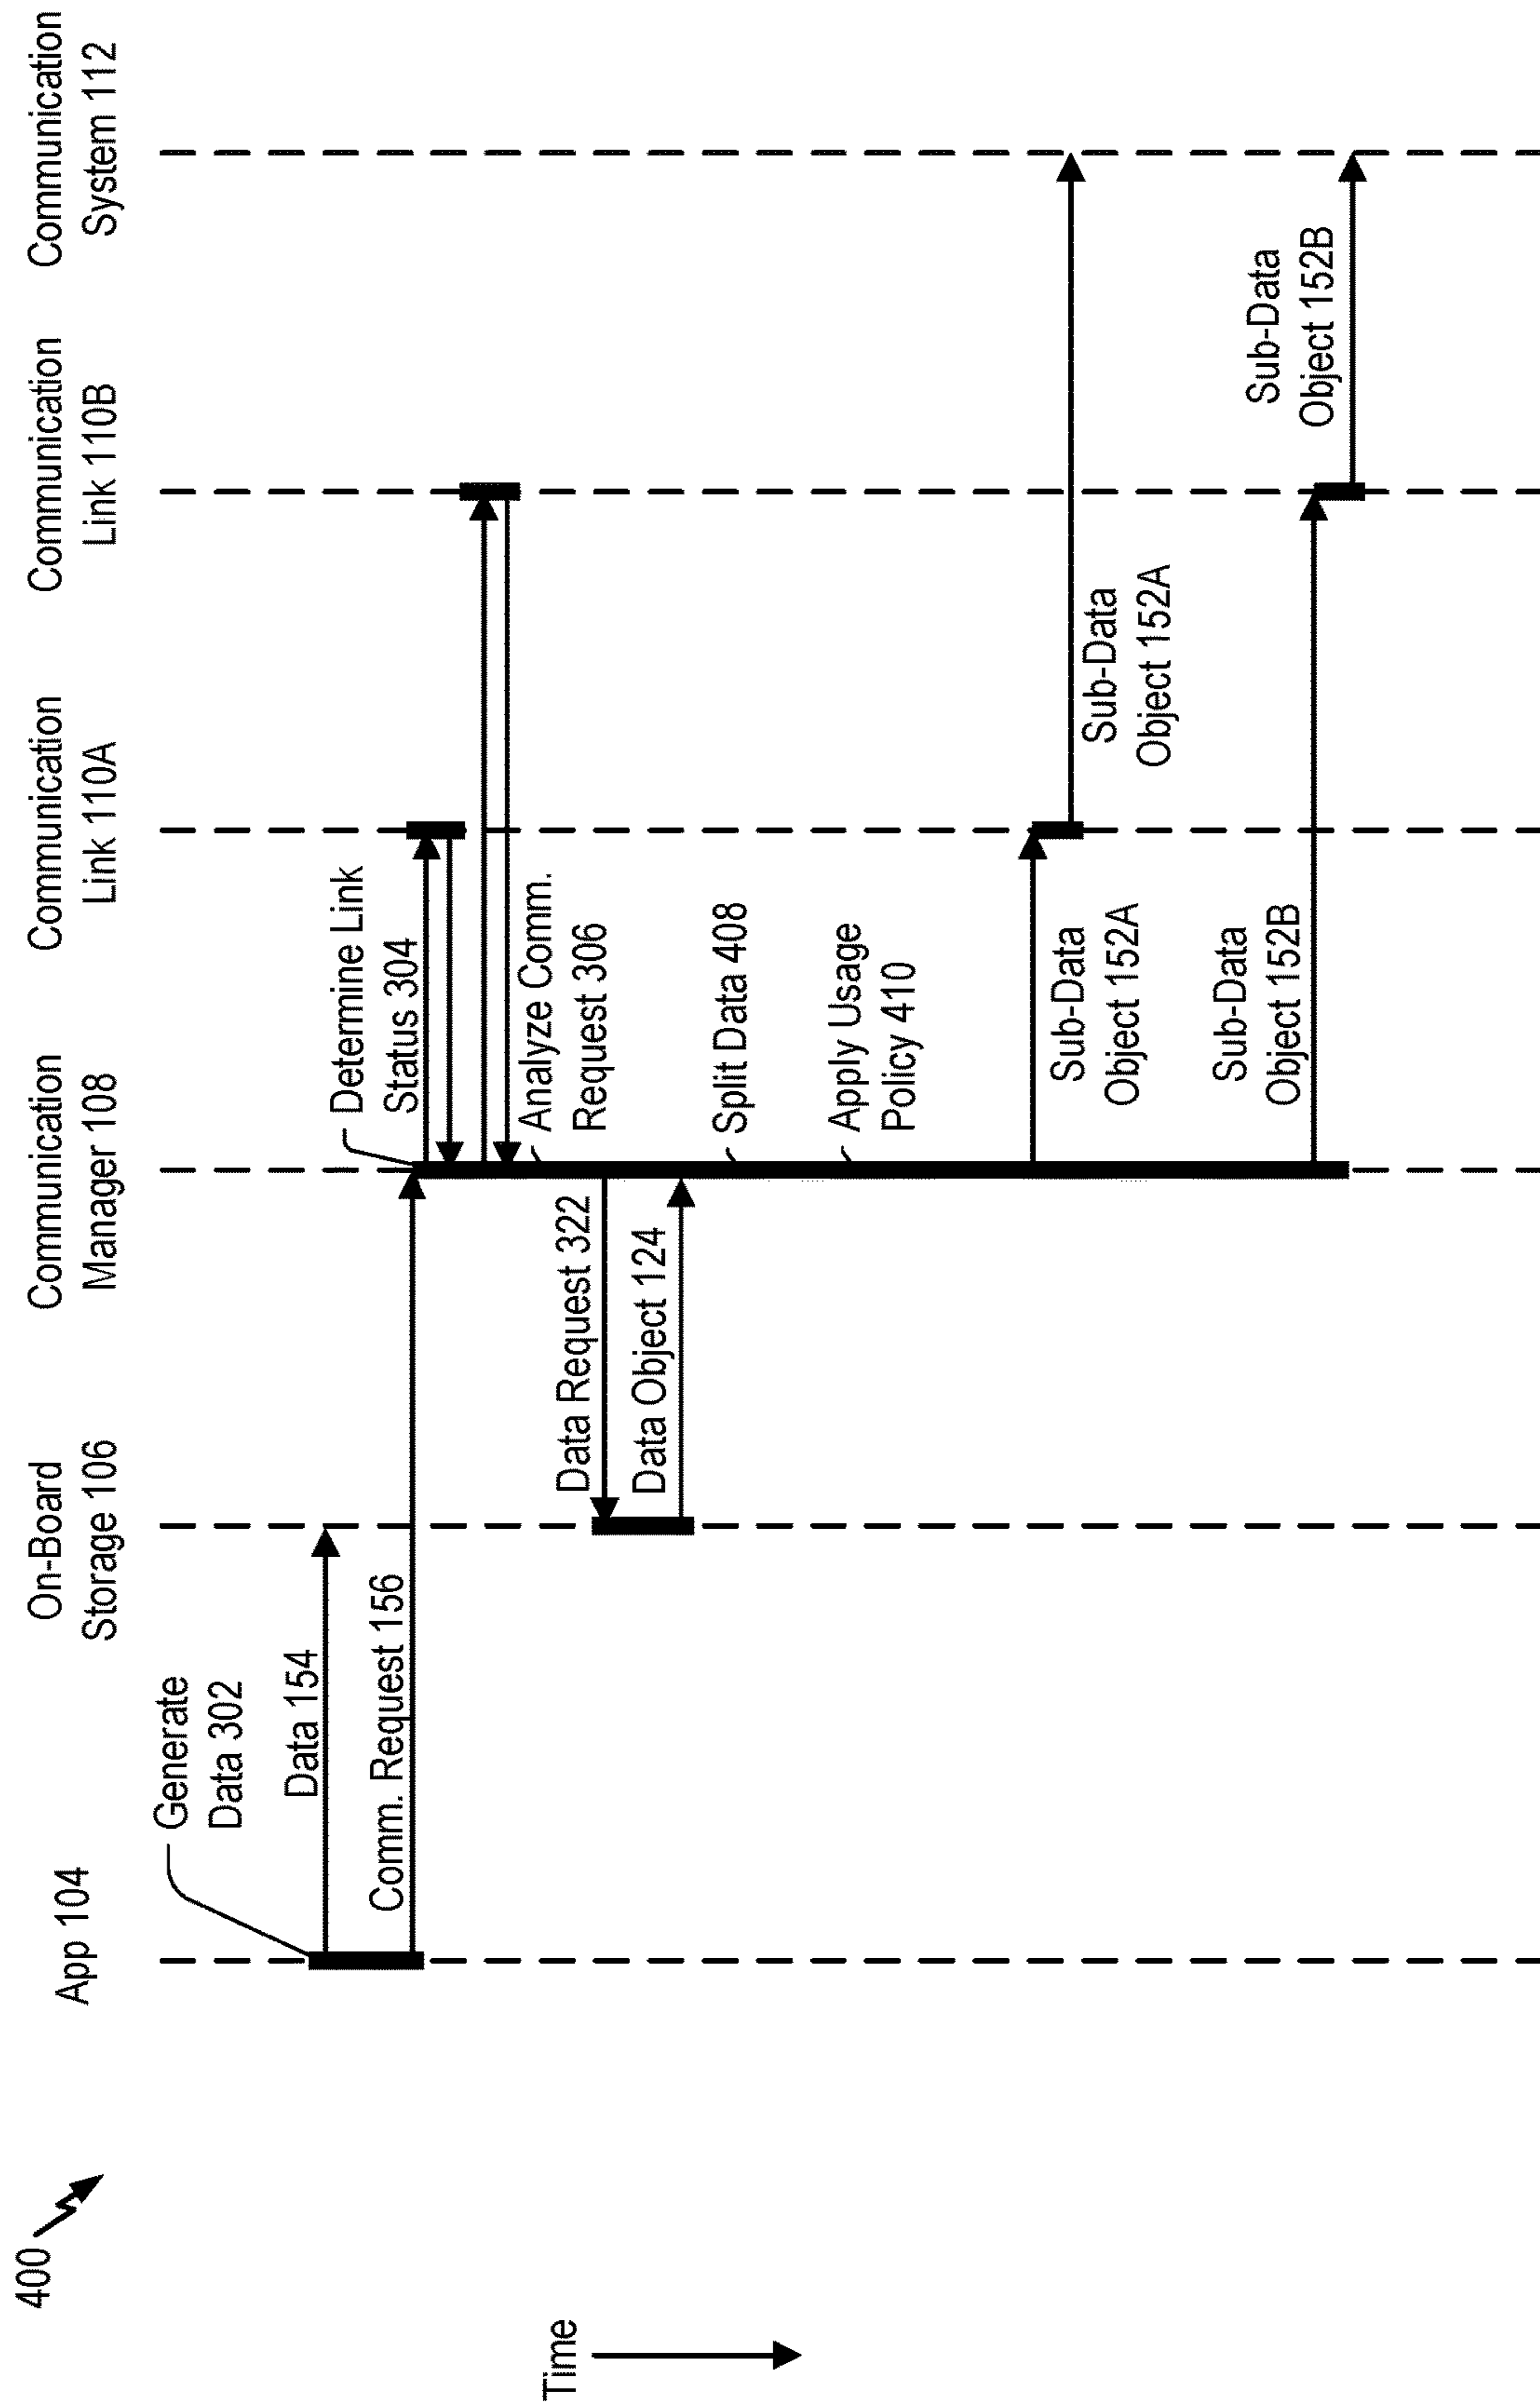 400
Time
App 104
On-Board
Storage 106
Communication
Manager 108
Communication
Link 110A
Communication
Link 110B
Communication
System 112
Generate
Data 302
Data 154
Comm. Request 156
Determine Link
Status 304
Analyze Comm.
Request 306
Data Request 322
Data Object 124
Split Data 408
Apply Usage
Policy 410
Sub-Data
Object 152A
Sub-Data
Object 152A
Sub-Data
Object 152B
Sub-Data
Object 152B